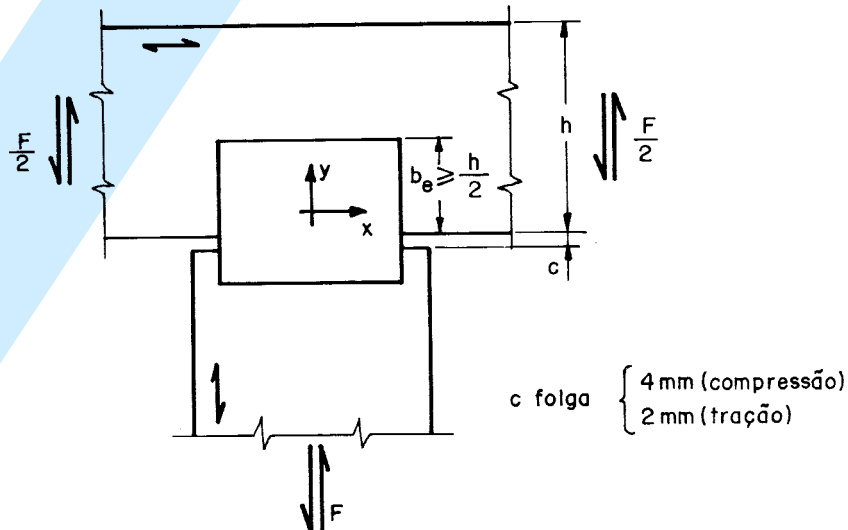 h
F/2
F/2
y
x
b_e ≥ h/2
c
c folga { 4 mm (compressão)
2 mm (tração)
F